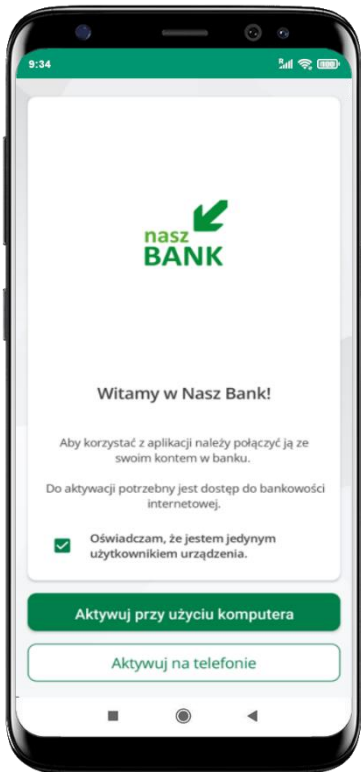 9:34
100
nasz
BANK
Witamy w Nasz Bank!
Aby korzystać z aplikacji należy połączyć ją ze
swoim kontem w banku.
Do aktywacji potrzebny jest dostęp do bankowości
internetowej.
Oświadczam, że jestem jedynym
użytkownikiem urządzenia.
Aktywuj przy użyciu komputera
Aktywuj na telefonie